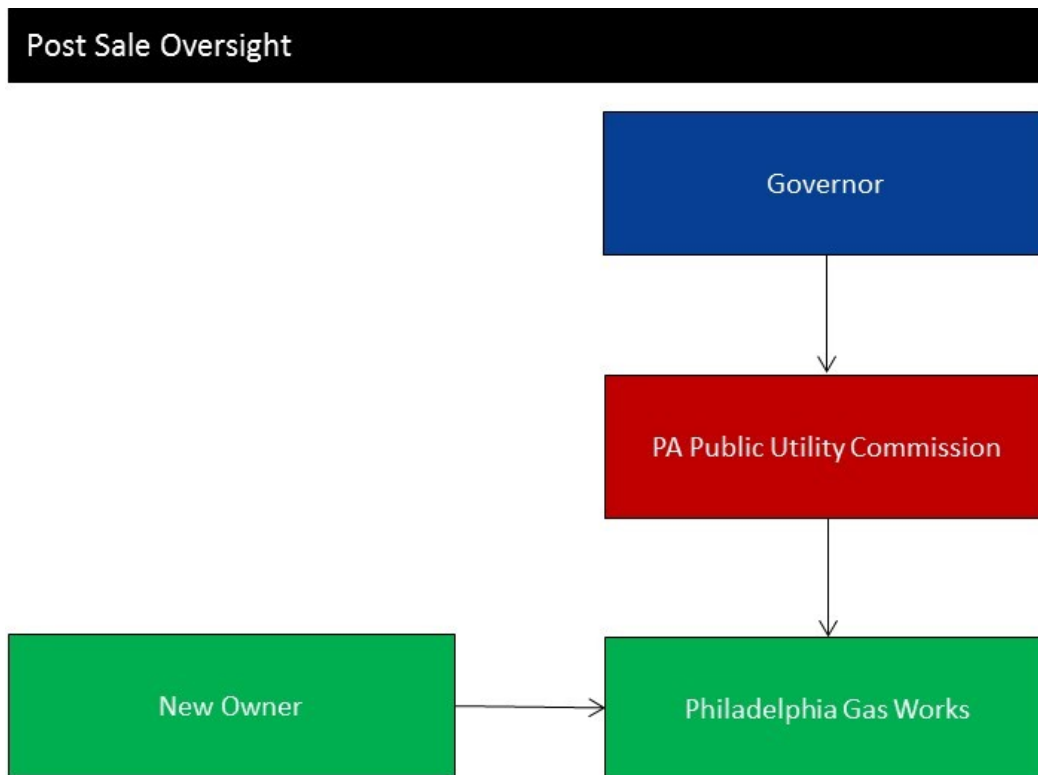 Post Sale Oversight
Governor
PA Public Utility Commission
New Owner
Philadelphia Gas Works